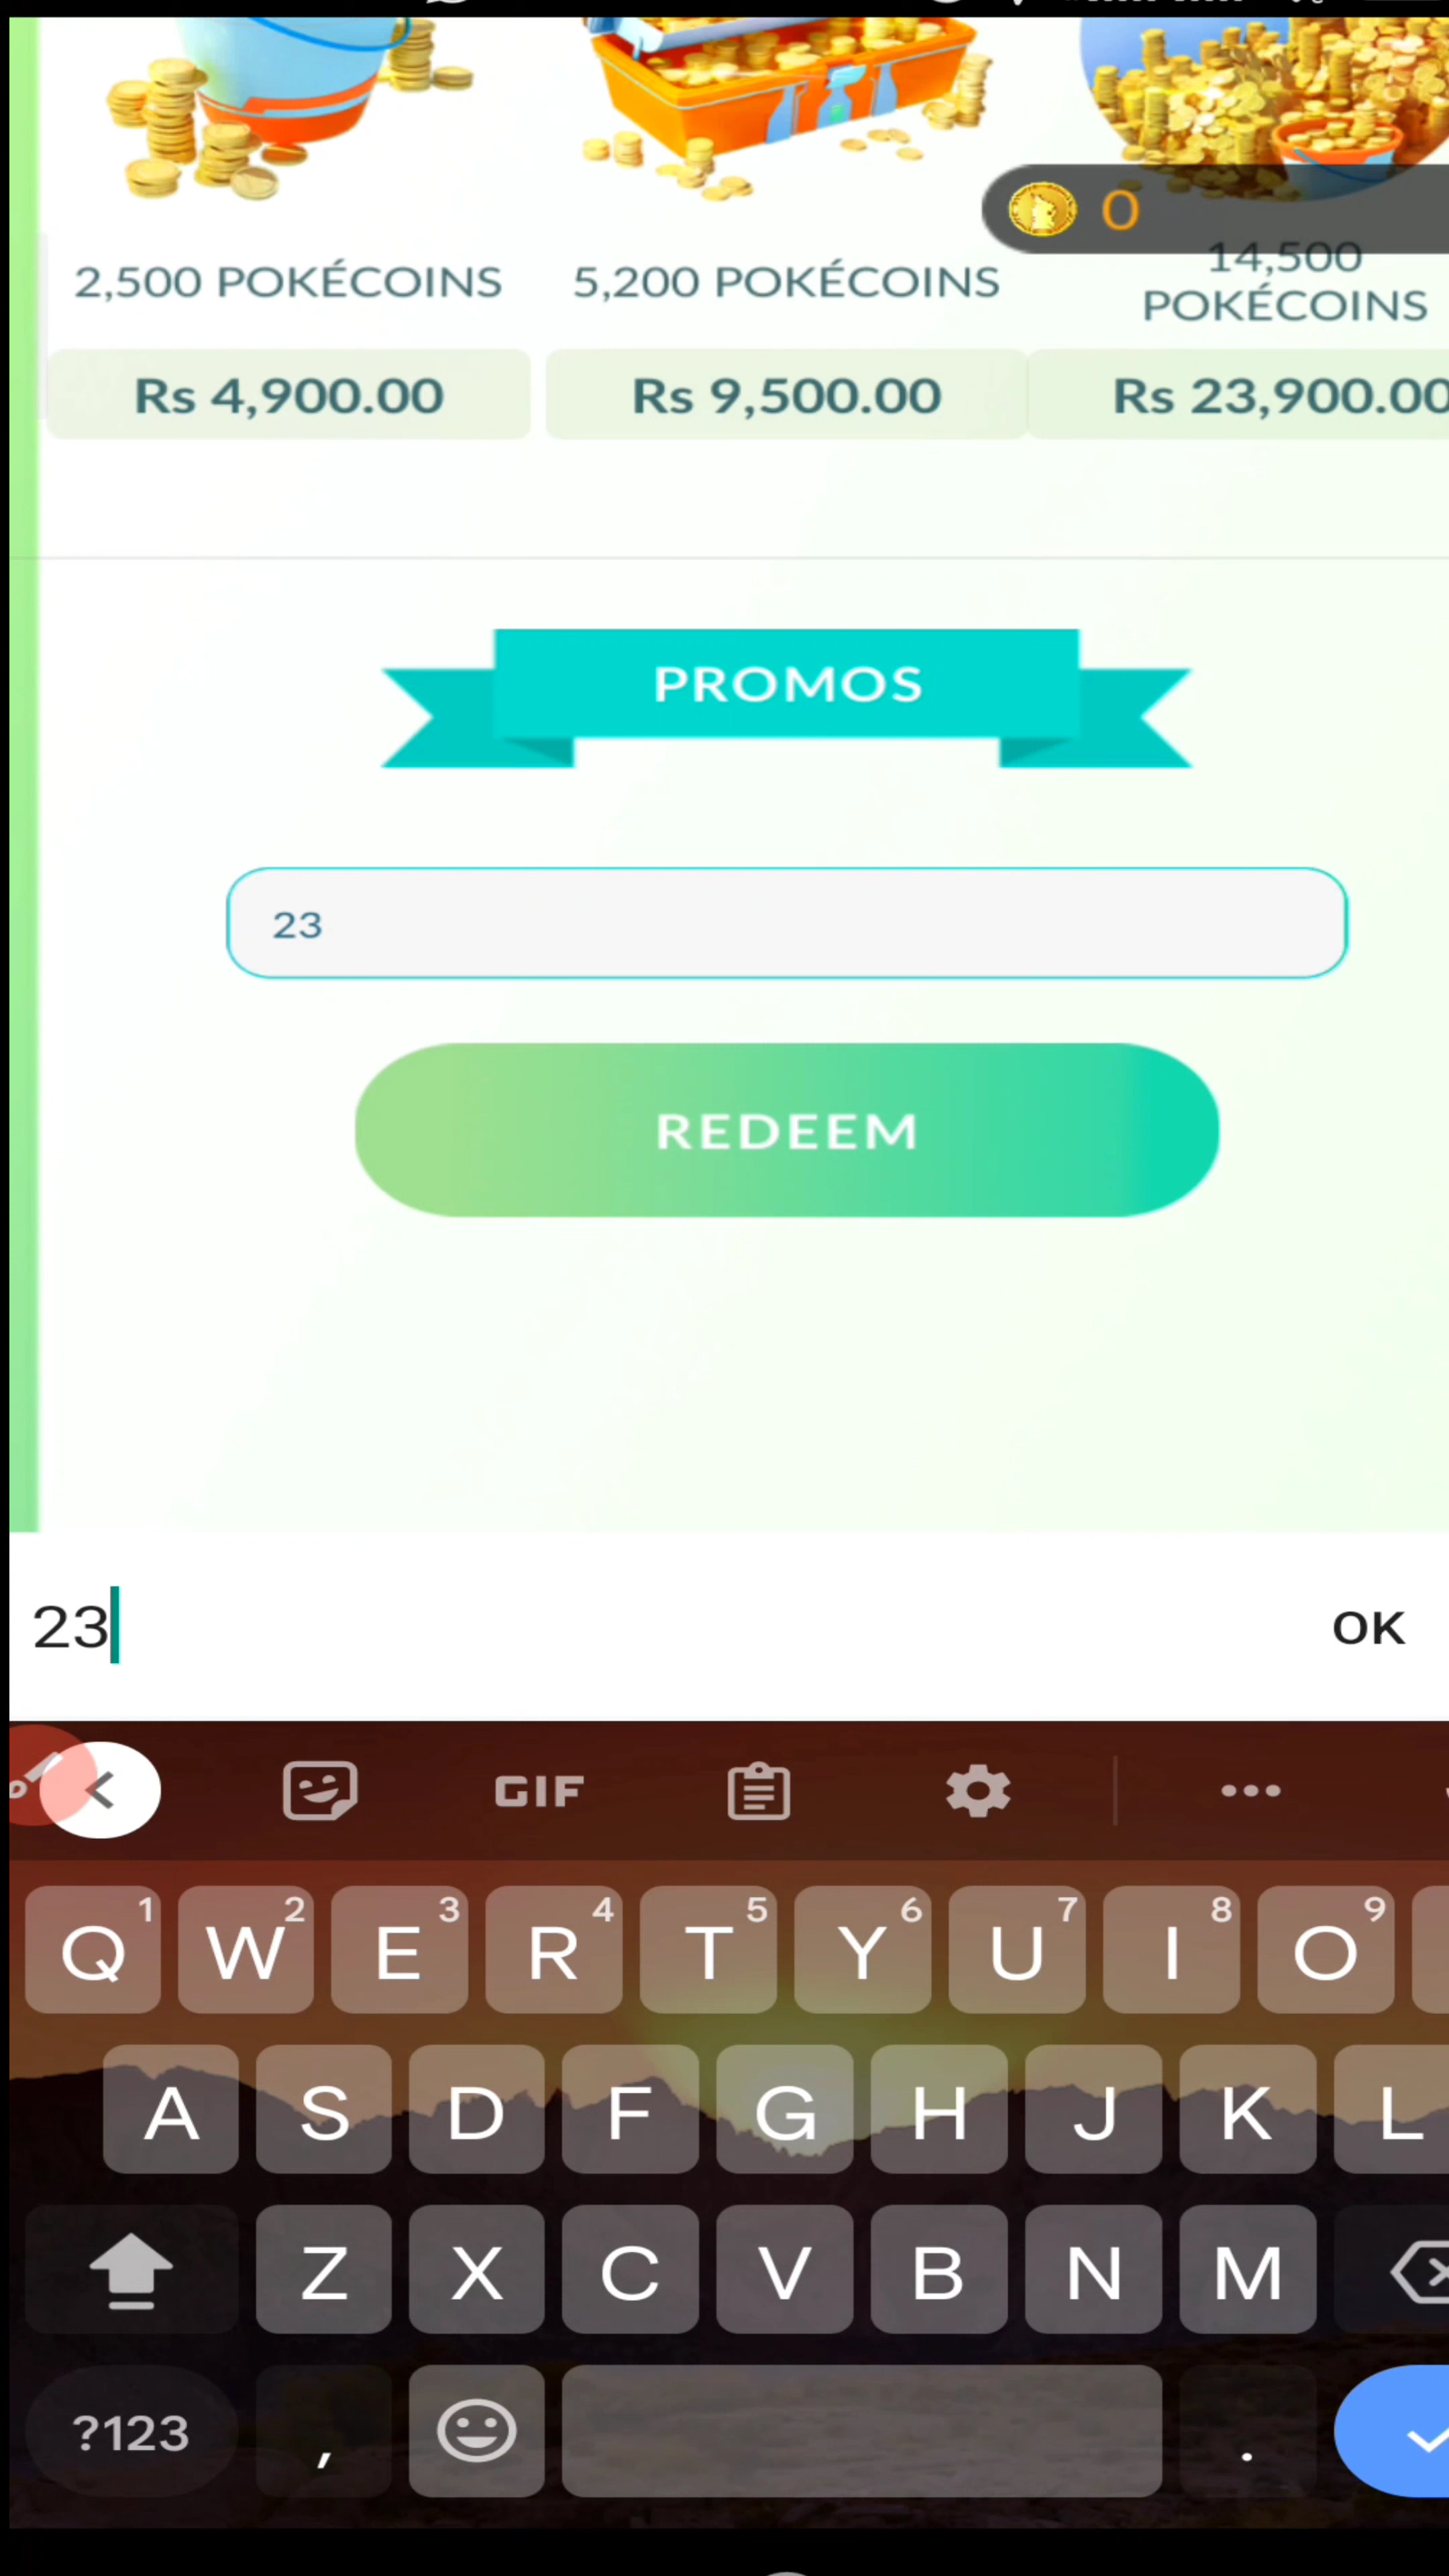 0
2,500 POKÉCOINS
5,200 POKÉCOINS
14,500
POKÉCOINS
Rs 4,900.00
Rs 9,500.00
Rs 23,900.00
PROMOS
23
REDEEM
23
OK
GIF
Q 1 W 2 E 3 R 4 T 5 Y 6 U 7 I 8 O 9
A S D F G H J K L
Z X C V B N M
?123 , .